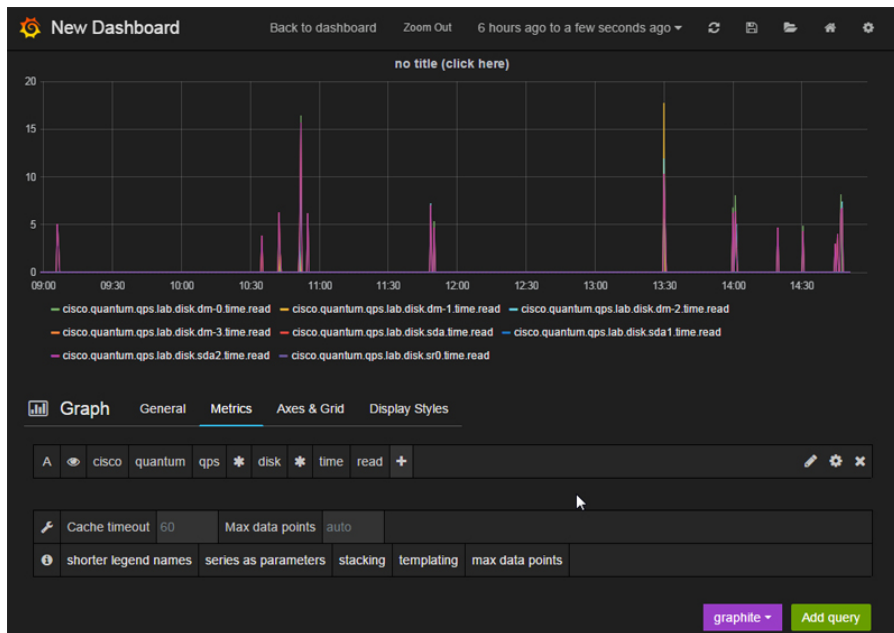 New Dashboard Back to dashboard Zoom Out 6 hours ago to a few seconds ago
no title (click here)
20
15
10
5
0
09:00 09:30 10:00 10:30 11:00 11:30 12:00 12:30 13:00 13:30 14:00 14:30
cisco.quantum.qps.lab.disk.dm-0.time.read cisco.quantum.qps.lab.disk.dm-1.time.read cisco.quantum.qps.lab.disk.dm-2.time.read
cisco.quantum.qps.lab.disk.dm-3.time.read cisco.quantum.qps.lab.disk.sda.time.read cisco.quantum.qps.lab.disk.sda1.time.read
cisco.quantum.qps.lab.disk.sda2.time.read cisco.quantum.qps.lab.disk.sr0.time.read
Graph General Metrics Axes & Grid Display Styles
A cisco quantum qps * disk * time read +
Cache timeout 60 Max data points auto
shorter legend names series as parameters stacking templating max data points
graphite Add query